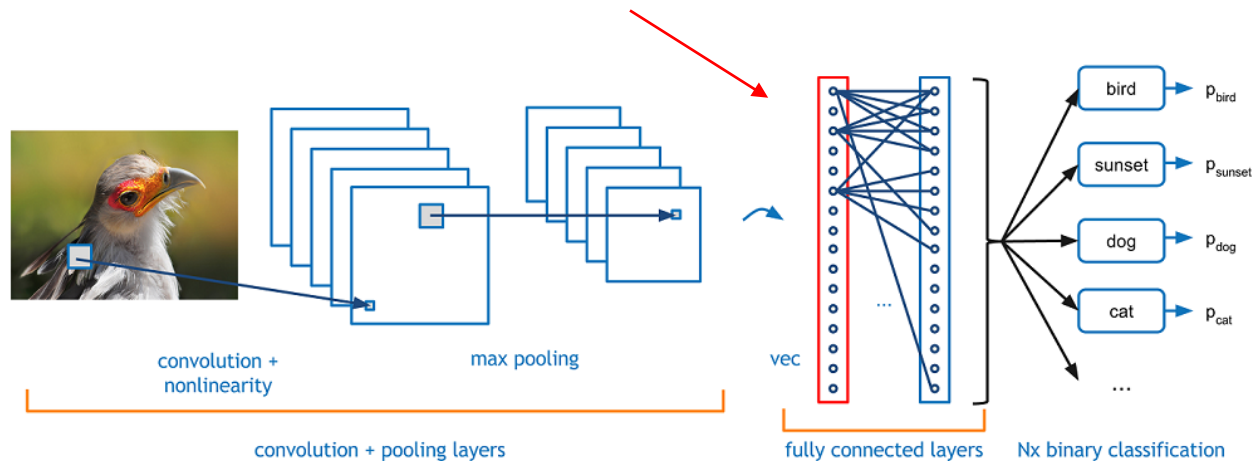 bird
p_bird
sunset
p_sunset
dog
p_dog
cat
p_cat
...
...
convolution +
nonlinearity
max pooling
vec
convolution + pooling layers
fully connected layers
Nx binary classification